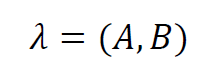 λ = (A, B)